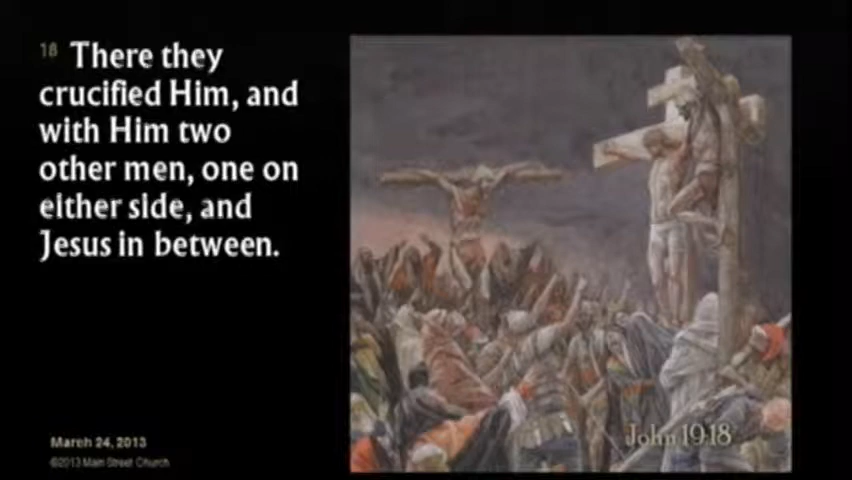 18 There they
crucified Him, and
with Him two
other men, one on
either side, and
Jesus in between.
John 19:18
March 24, 2013
©2013 Main Street Church